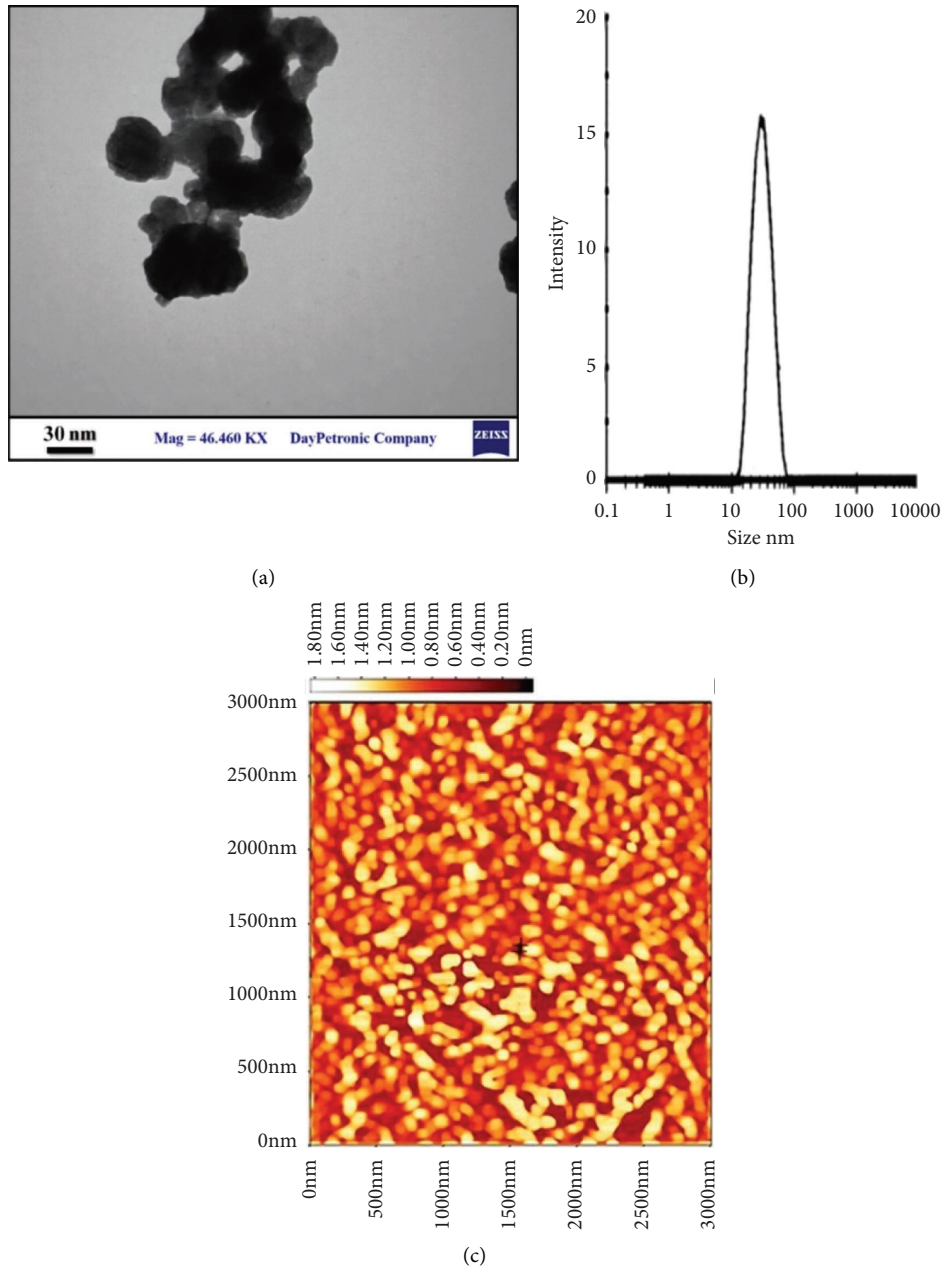 30 nm
Mag = 46.460 KX DayPetronic Company
ZEISS
(a)
20
15
10
5
0
Intensity
0.1 1 10 100 1000 10000
Size nm
(b)
1.80nm
1.60nm
1.40nm
1.20nm
1.00nm
0.80nm
0.60nm
0.40nm
0.20nm
0nm
3000nm
2500nm
2000nm
1500nm
1000nm
500nm
0nm
0nm
500nm
1000nm
1500nm
2000nm
2500nm
3000nm
(c)